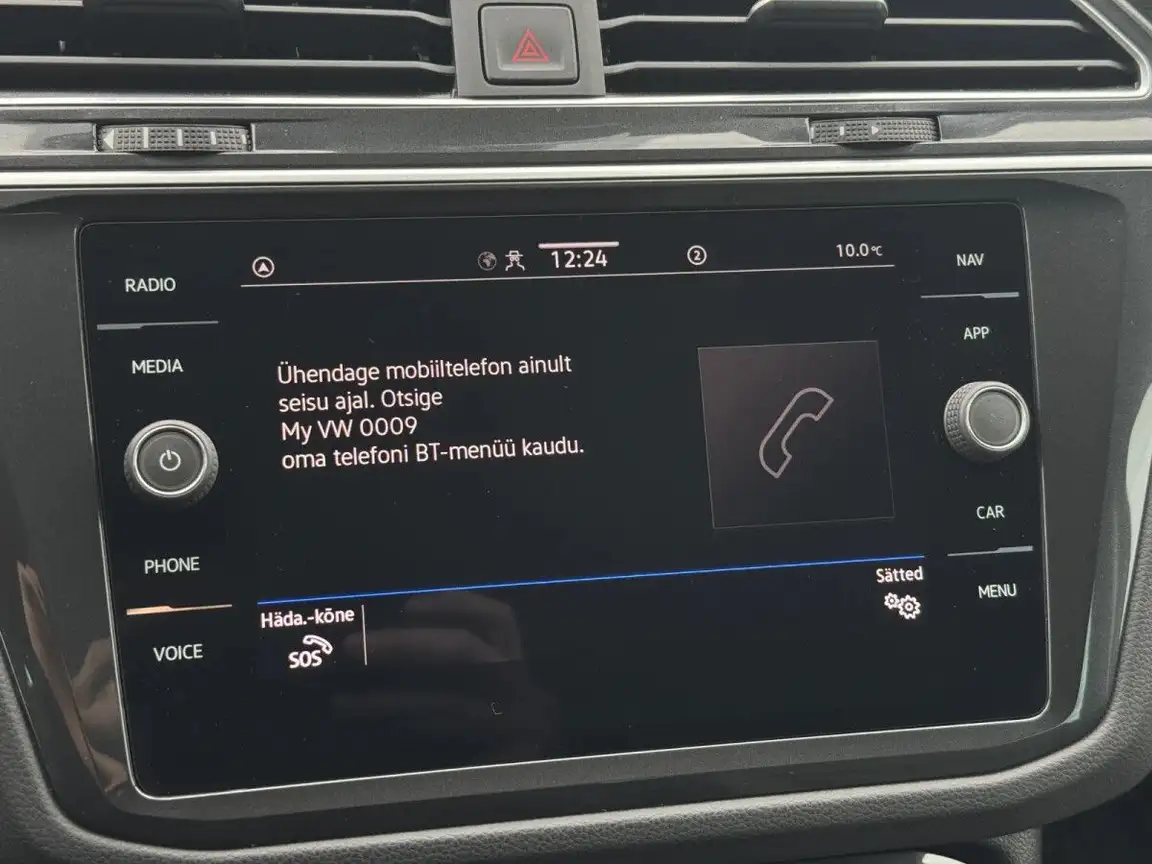 12:24
2
10.0°C
RADIO
MEDIA
PHONE
VOICE
Ühendage mobiiltelefon ainult
seisu ajal. Otsige
My VW 0009
oma telefoni BT-menüü kaudu.
Häda.-kõne
SOS
Sätted
NAV
APP
CAR
MENU